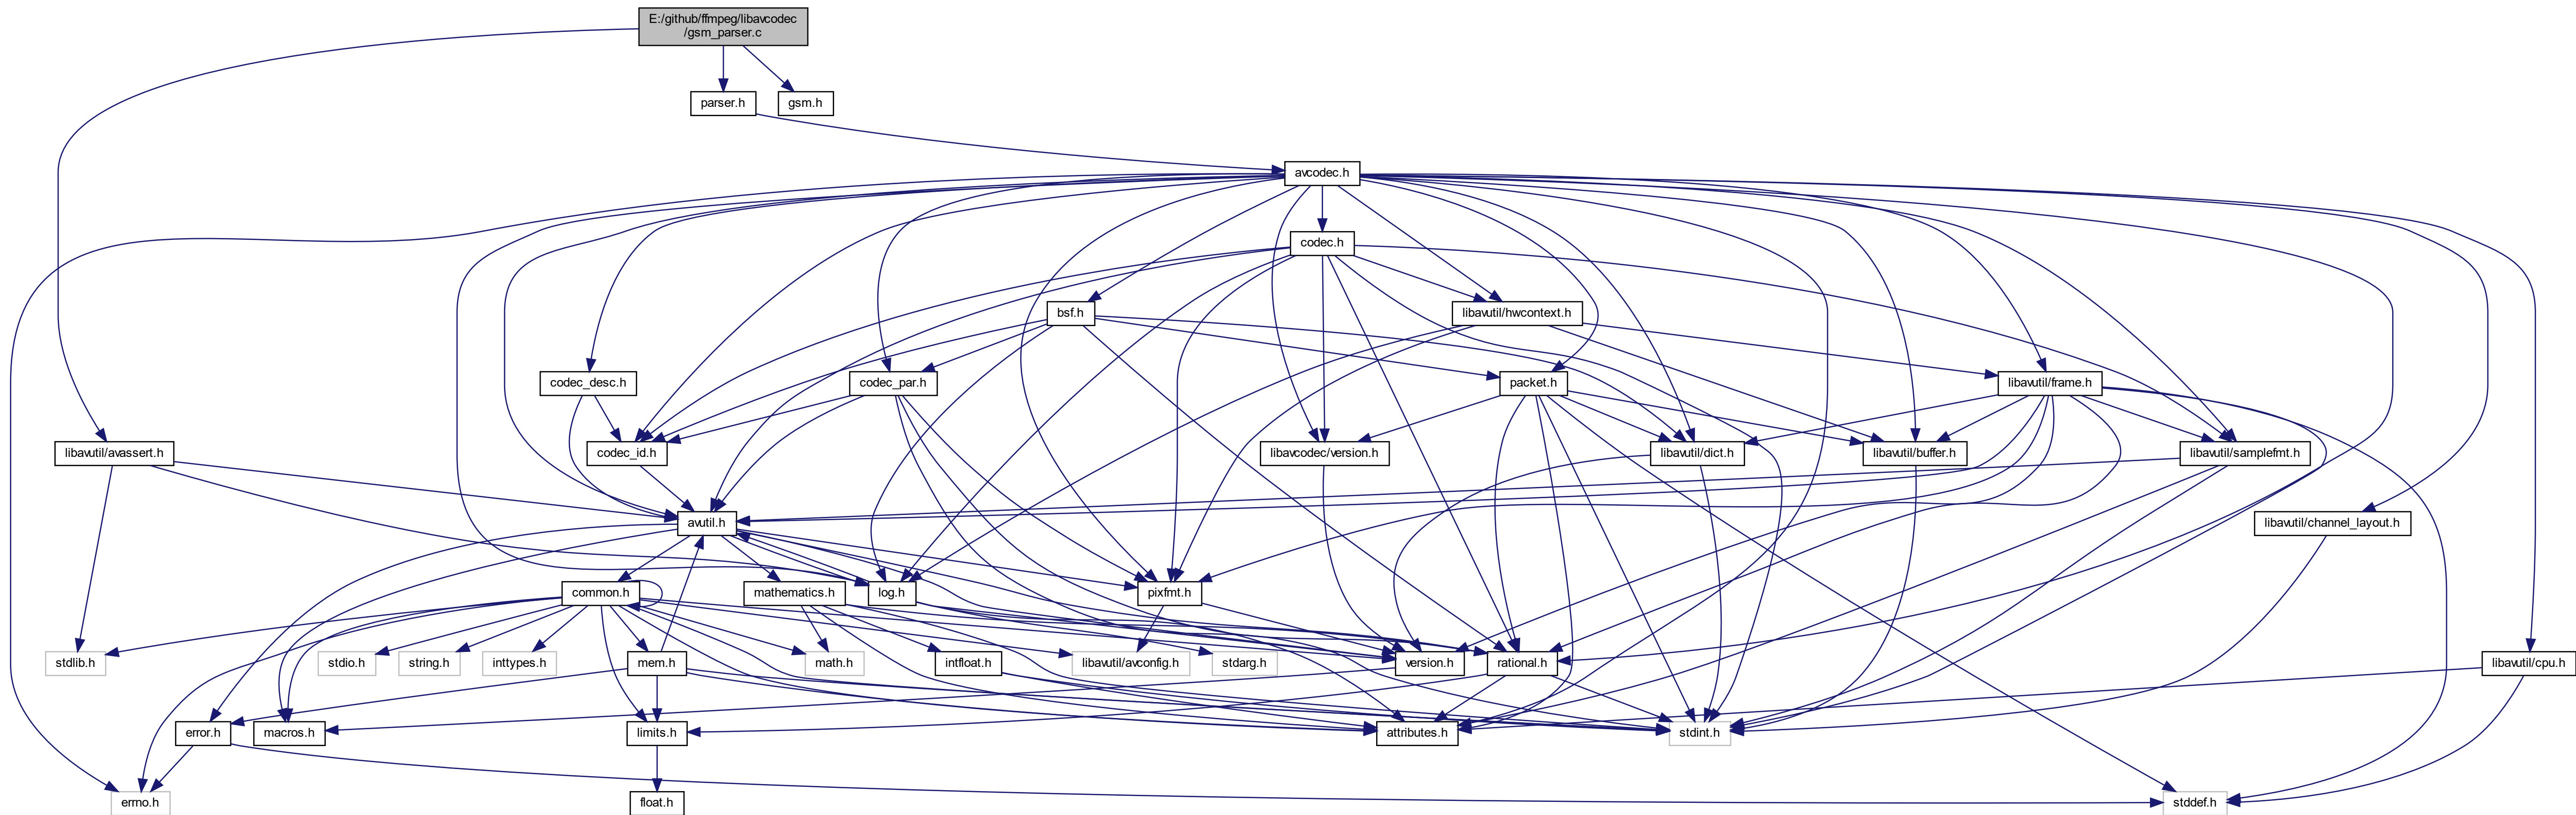 E:/github/ffmpeg/libavcodec
/gsm_parser.c
parser.h
gsm.h
avcodec.h
codec.h
bsf.h
libavutil/hwcontext.h
codec_desc.h
codec_par.h
packet.h
libavutil/frame.h
libavutil/avassert.h
codec_id.h
libavcodec/version.h
libavutil/dict.h
libavutil/buffer.h
libavutil/samplefmt.h
avutil.h
libavutil/channel_layout.h
common.h
mathematics.h
log.h
pixfmt.h
stdlib.h
stdio.h
string.h
inttypes.h
mem.h
math.h
intfloat.h
libavutil/avconfig.h
stdarg.h
version.h
rational.h
libavutil/cpu.h
error.h
macros.h
limits.h
attributes.h
stdint.h
errno.h
float.h
stddef.h